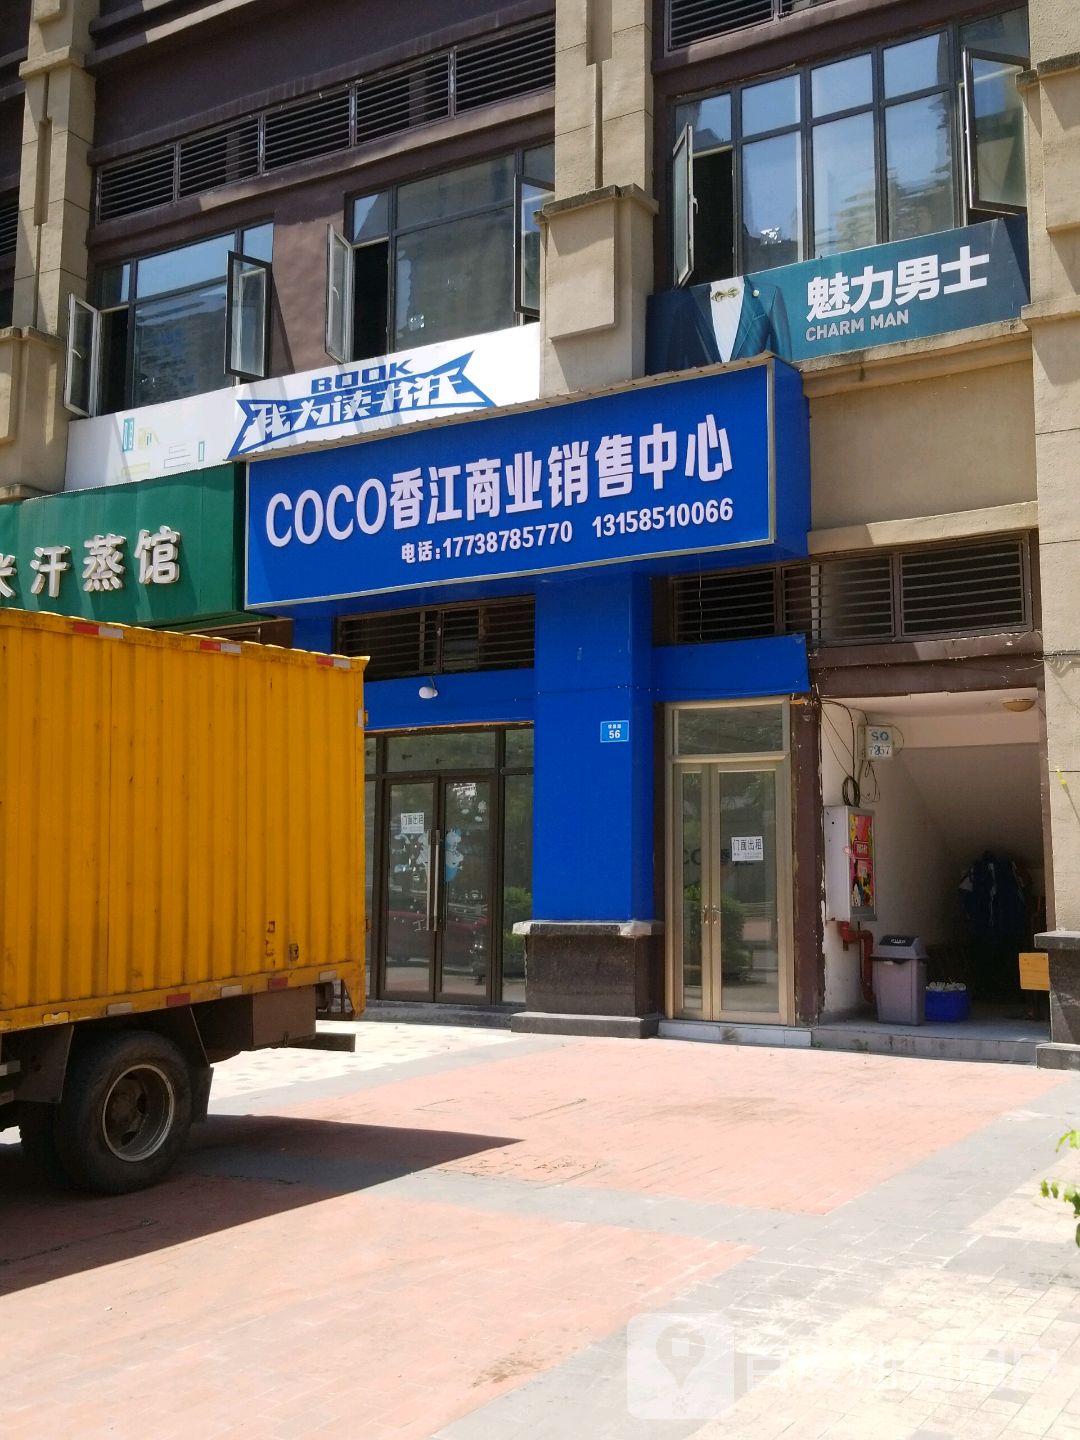 魅力男士
CHARM MAN
BOOK
我为读书狂
COCO香江商业销售中心
电话:17738785770 13158510066
汗蒸馆
56
SQ
7267
门面出租
门面出租